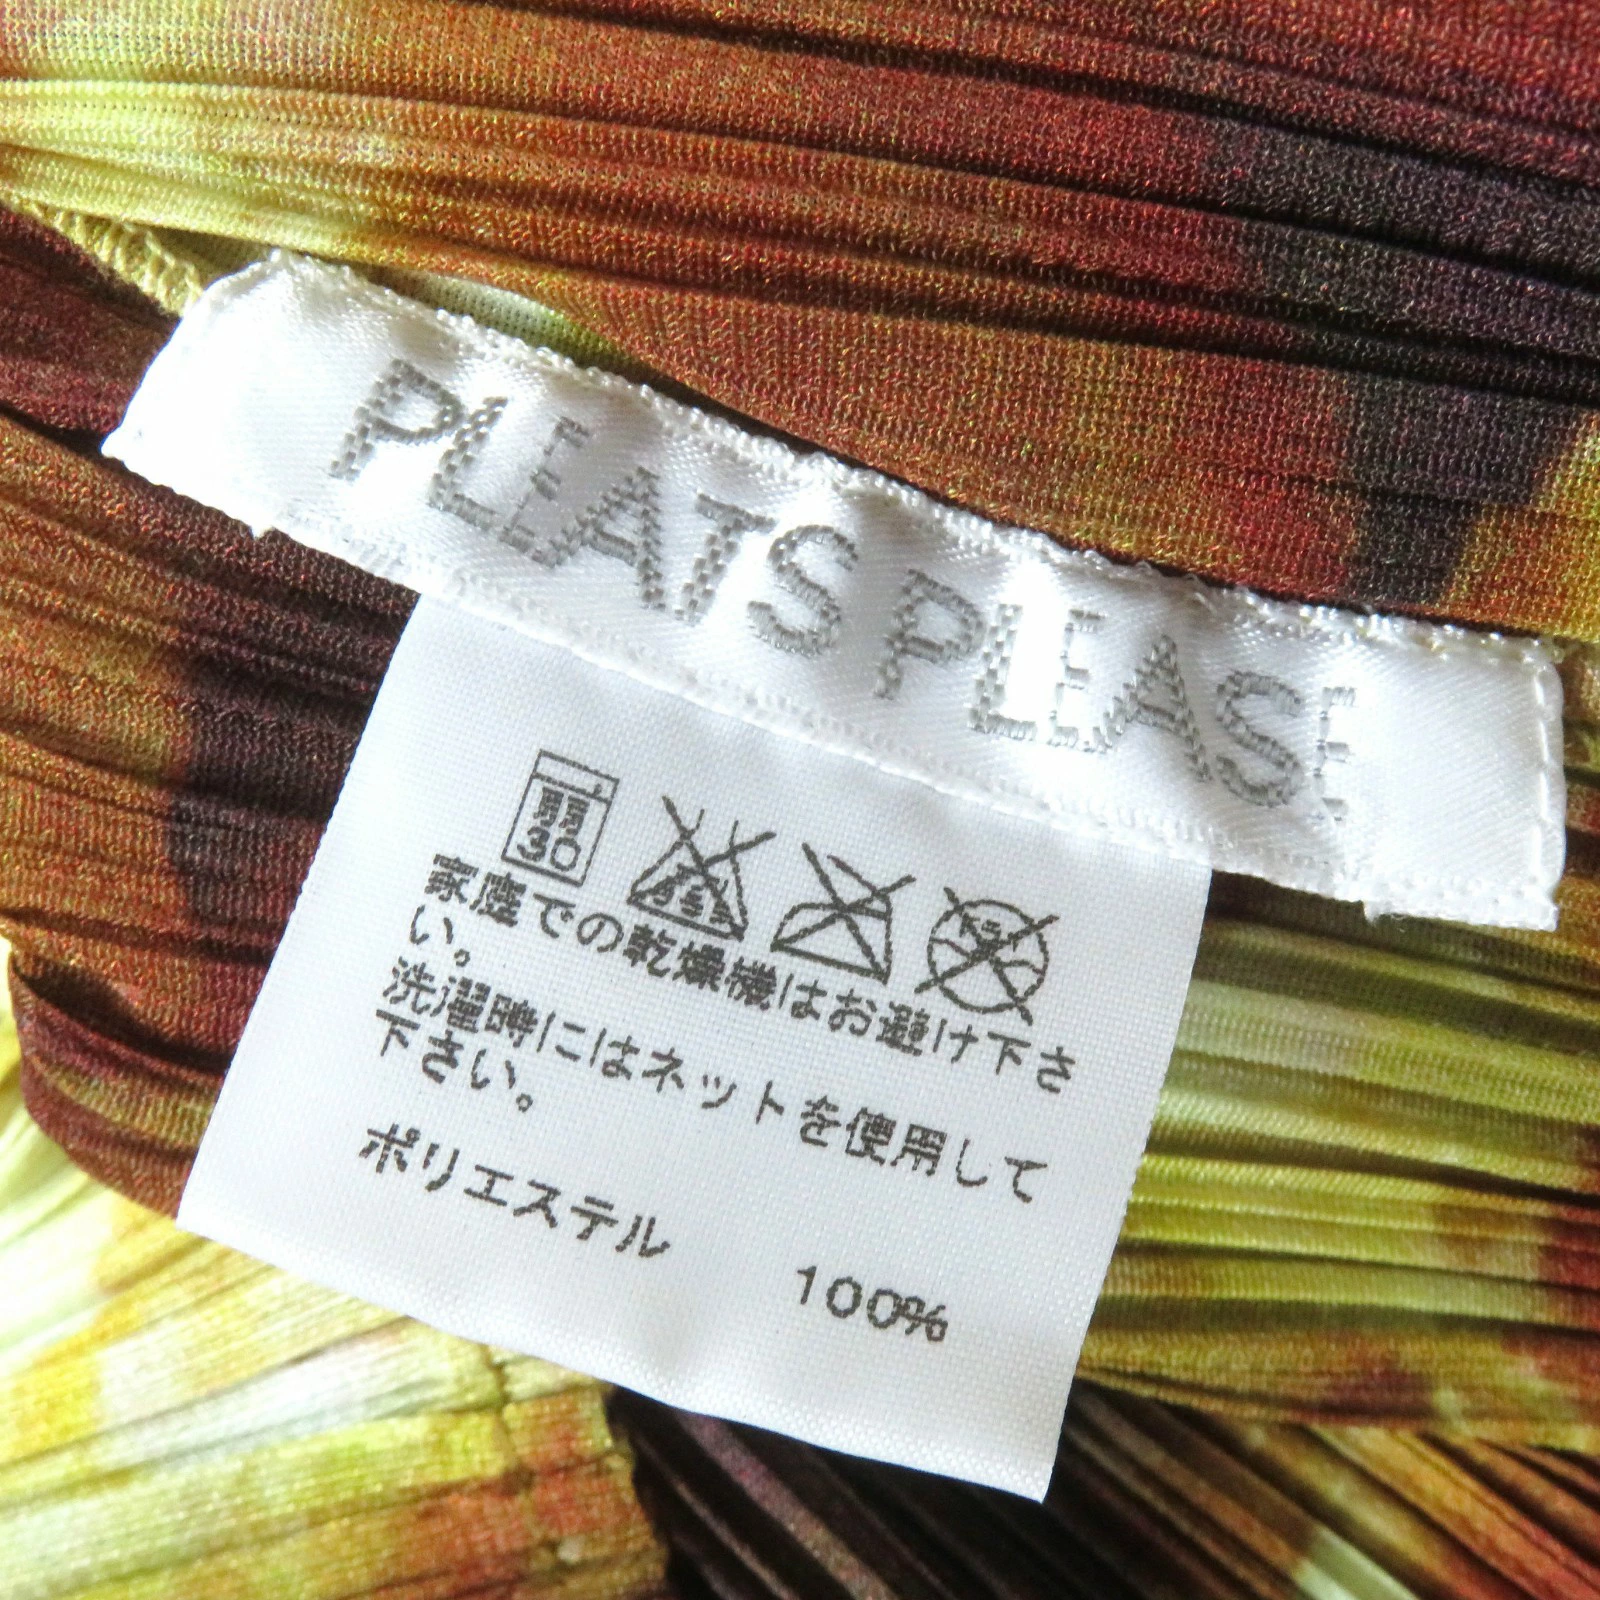 PLEATS PLEASE
弱
30
家庭での乾燥機はお避け下さ
い。
洗濯時にはネットを使用して
下さい。
ポリエステル 100%